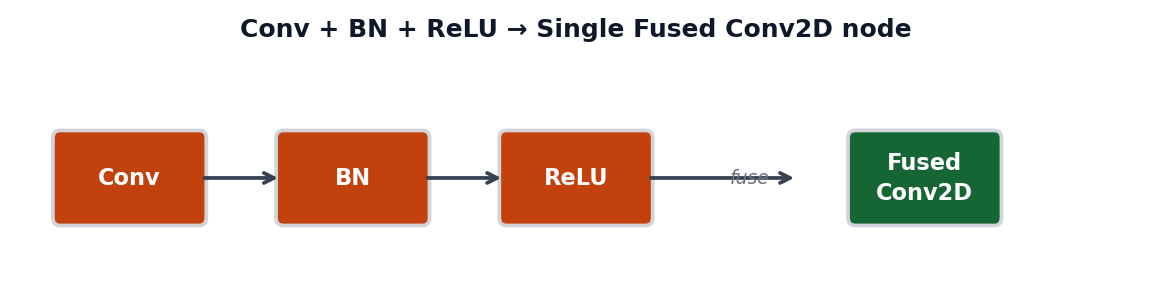 Conv + BN + ReLU → Single Fused Conv2D node
Conv
BN
ReLU
fuse
Fused
Conv2D